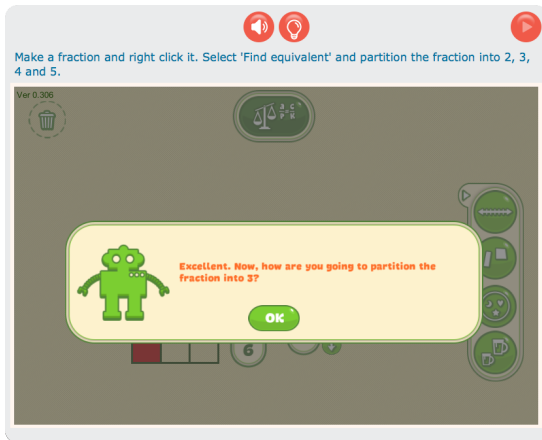 Make a fraction and right click it. Select 'Find equivalent' and partition the fraction into 2, 3,
4 and 5.
Ver 0.306
Excellent. Now, how are you going to partition the
fraction into 3?
OK
6